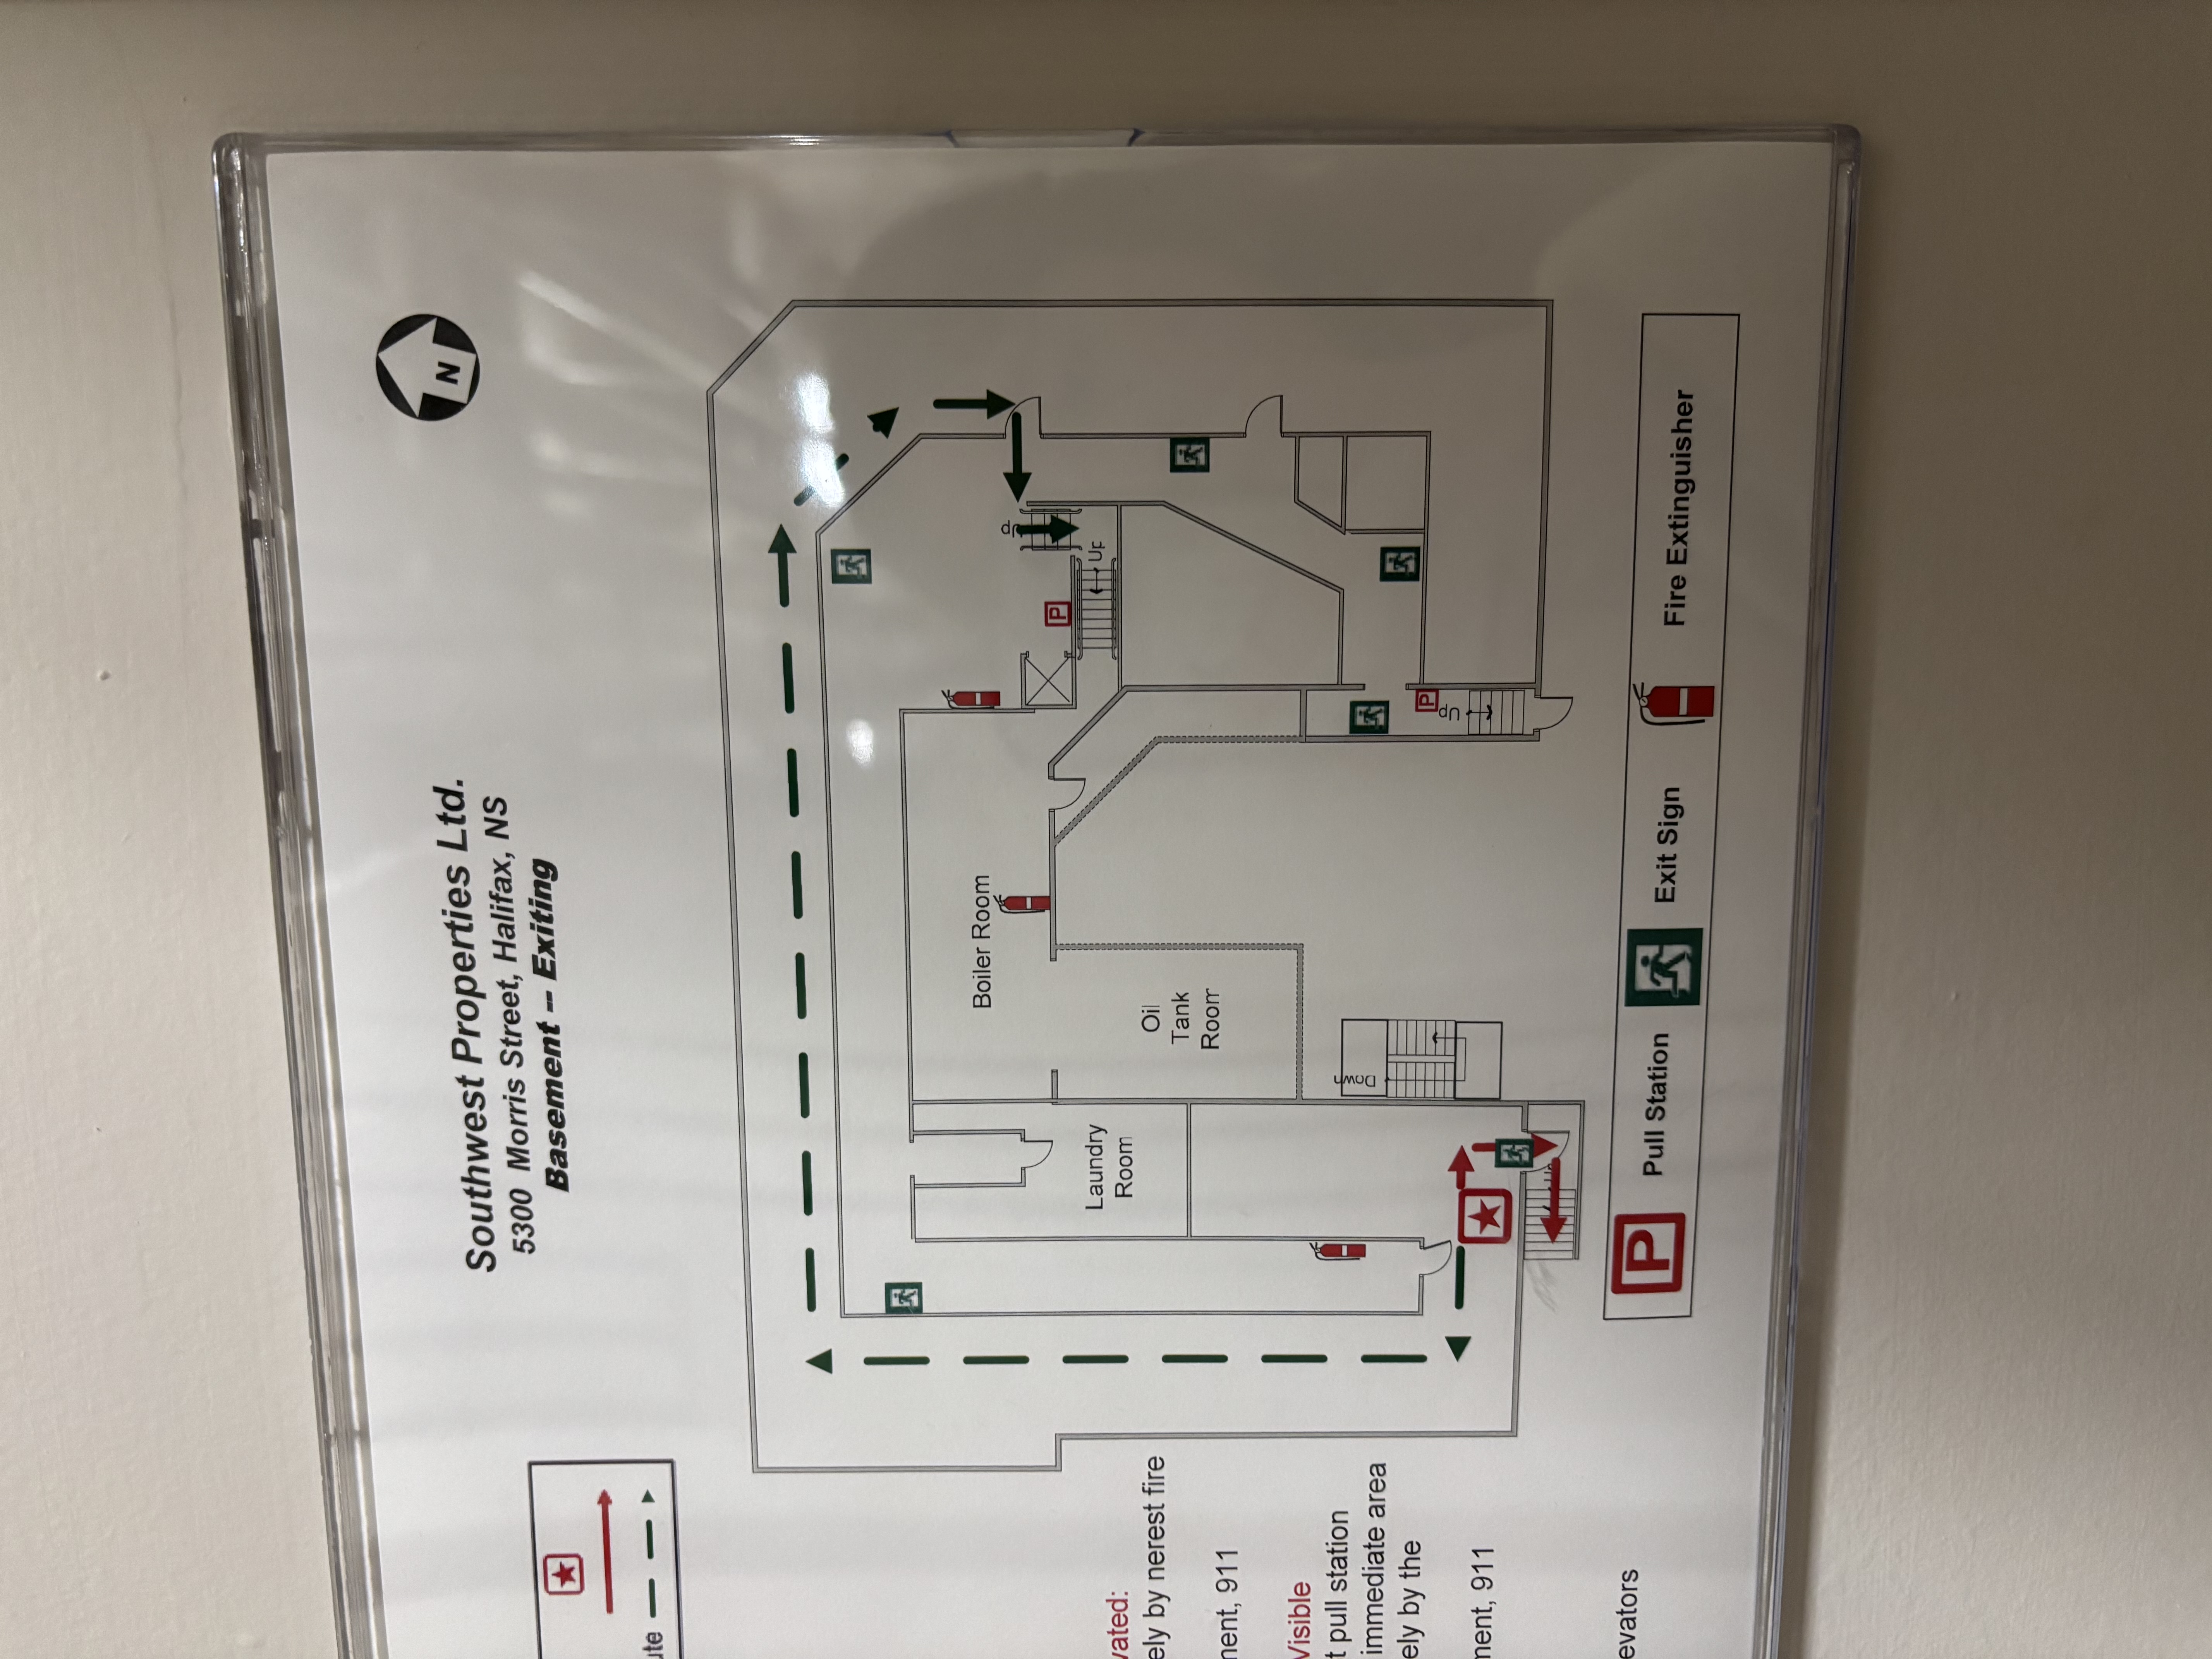 Southwest Properties Ltd.
5300 Morris Street, Halifax, NS
Basement -- Exiting
N
ute
Boiler Room
Up
P
Up
Laundry
Room
Oil
Tank
Room
vated:
ely by nerest fire
ment, 911
Visible
t pull station
immediate area
ely by the
ment, 911
evators
Down
P
Up
P Pull Station Exit Sign Fire Extinguisher